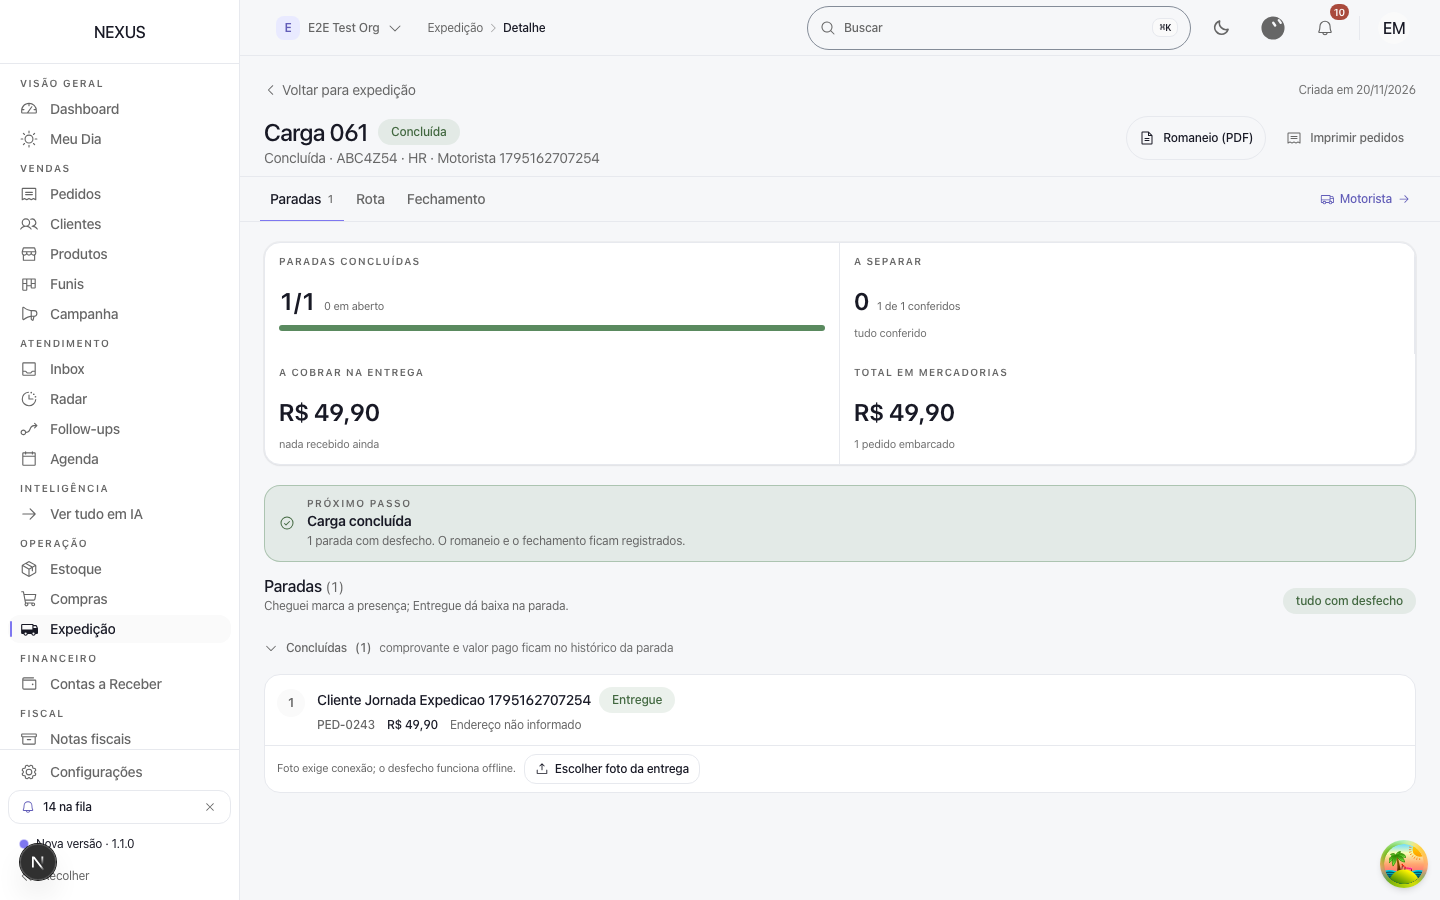 NEXUS
VISÃO GERAL
Dashboard
Meu Dia
VENDAS
Pedidos
Clientes
Produtos
Funis
Campanha
ATENDIMENTO
Inbox
Radar
Follow-ups
Agenda
INTELIGÊNCIA
Ver tudo em IA
OPERAÇÃO
Estoque
Compras
Expedição
FINANCEIRO
Contas a Receber
FISCAL
Notas fiscais
Configurações
14 na fila
Nova versão · 1.1.0
N
ecolher
E E2E Test Org Expedição Detalhe
Buscar ⌘K
10
EM
Voltar para expedição
Criada em 20/11/2026
Carga 061 Concluída
Concluída · ABC4Z54 · HR · Motorista 1795162707254
Romaneio (PDF) Imprimir pedidos
Paradas 1 Rota Fechamento
Motorista
PARADAS CONCLUÍDAS
1/1 0 em aberto
A SEPARAR
0 1 de 1 conferidos
tudo conferido
A COBRAR NA ENTREGA
R$ 49,90
nada recebido ainda
TOTAL EM MERCADORIAS
R$ 49,90
1 pedido embarcado
PRÓXIMO PASSO
Carga concluída
1 parada com desfecho. O romaneio e o fechamento ficam registrados.
Paradas (1)
Cheguei marca a presença; Entregue dá baixa na parada.
tudo com desfecho
Concluídas (1) comprovante e valor pago ficam no histórico da parada
1 Cliente Jornada Expedicao 1795162707254 Entregue
PED-0243 R$ 49,90 Endereço não informado
Foto exige conexão; o desfecho funciona offline. Escolher foto da entrega